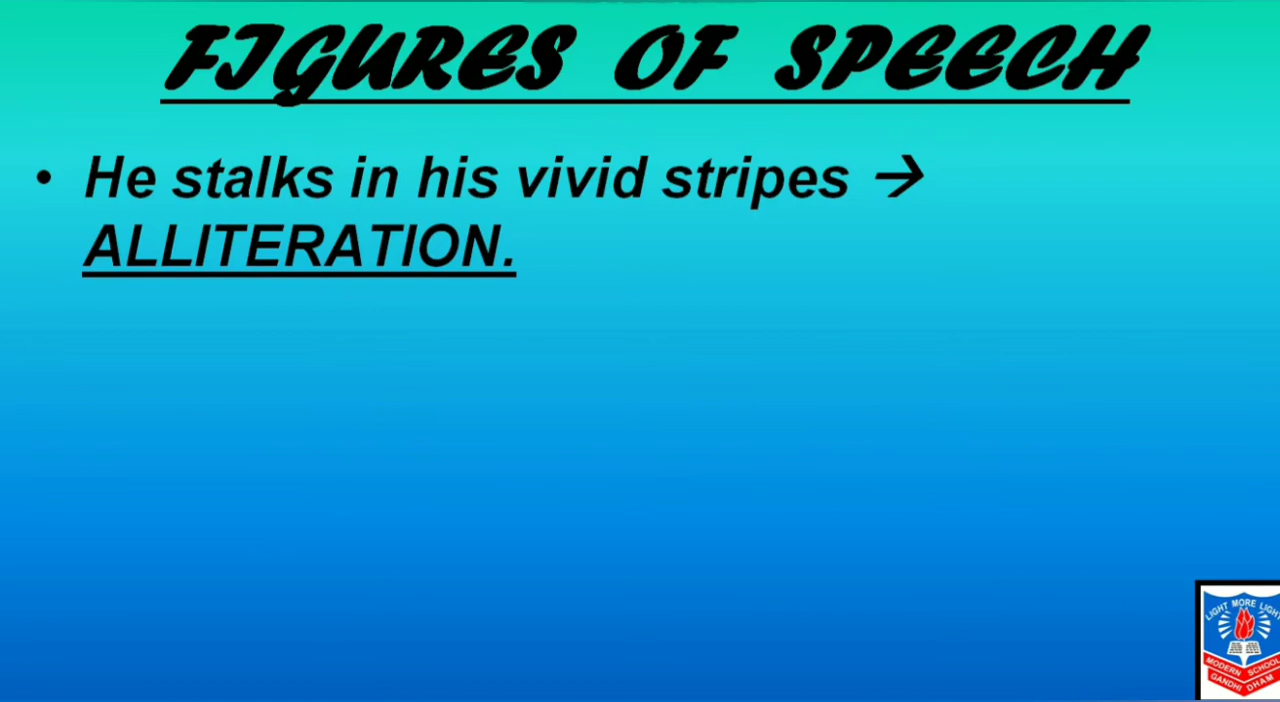 FIGURES OF SPEECH
• He stalks in his vivid stripes →
ALLITERATION.
LIGHT MORE LIGHT
MODERN SCHOOL
GANDHI DHAM